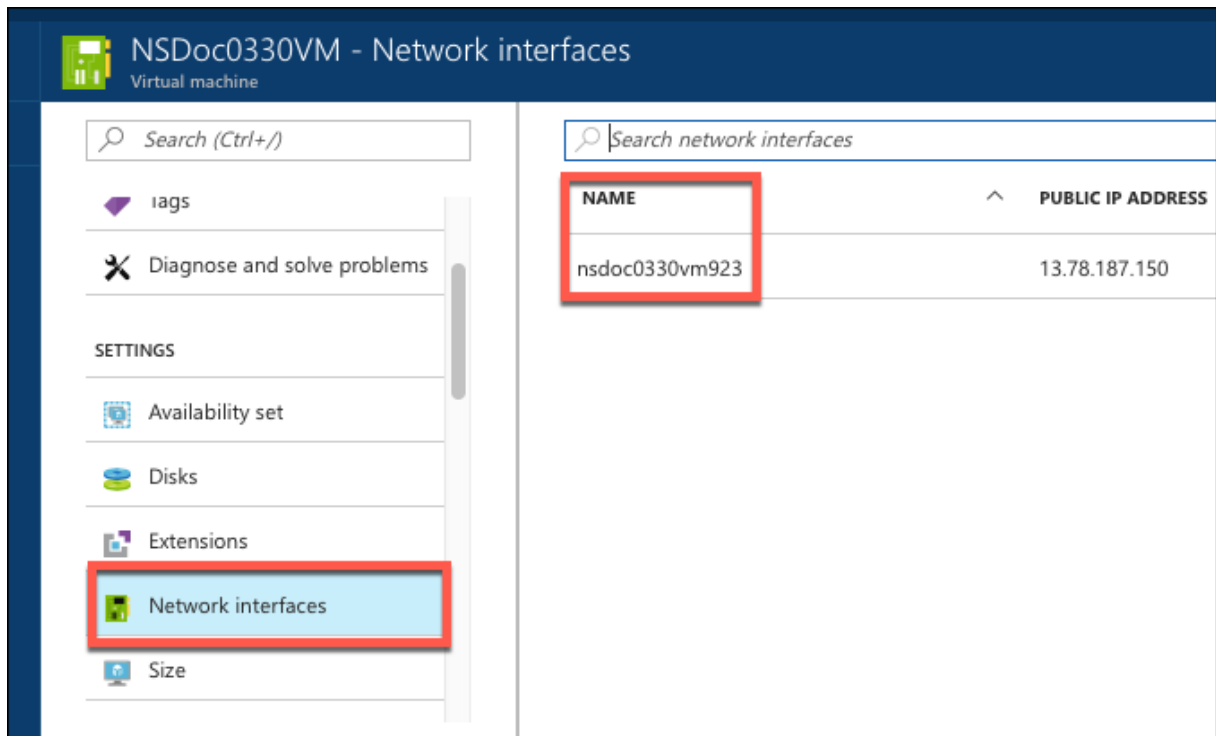 NSDoc0330VM - Network interfaces
Virtual machine
Search (Ctrl+/)
Tags
Diagnose and solve problems
SETTINGS
Availability set
Disks
Extensions
Network interfaces
Size
Search network interfaces
NAME PUBLIC IP ADDRESS
nsdoc0330vm923 13.78.187.150